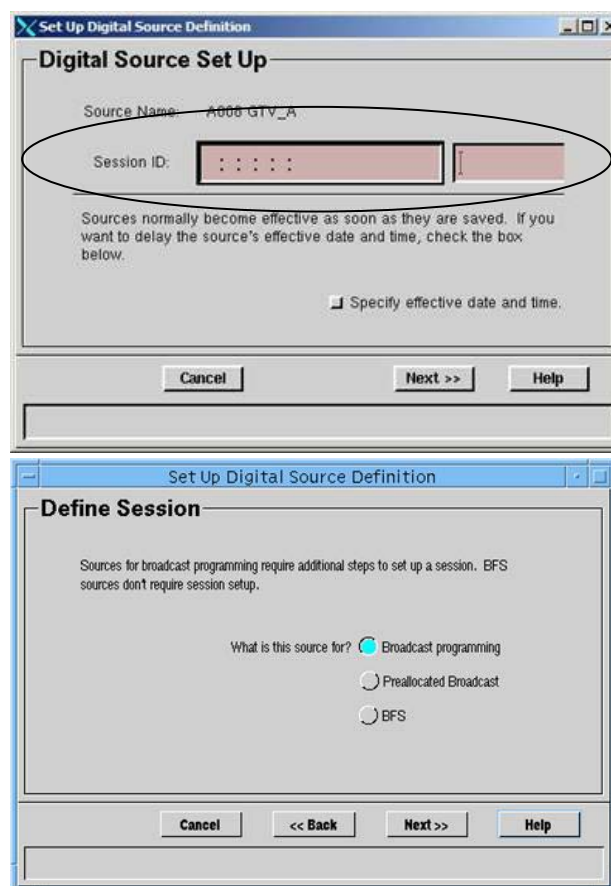 Set Up Digital Source Definition
Digital Source Set Up
Source Name: A008 GTV_A
Session ID: : : : : :
Sources normally become effective as soon as they are saved. If you
want to delay the source's effective date and time, check the box
below.
Specify effective date and time.
Cancel Next >> Help
Set Up Digital Source Definition
Define Session
Sources for broadcast programming require additional steps to set up a session. BFS
sources don't require session setup.
What is this source for? Broadcast programming
Preallocated Broadcast
BFS
Cancel << Back Next >> Help